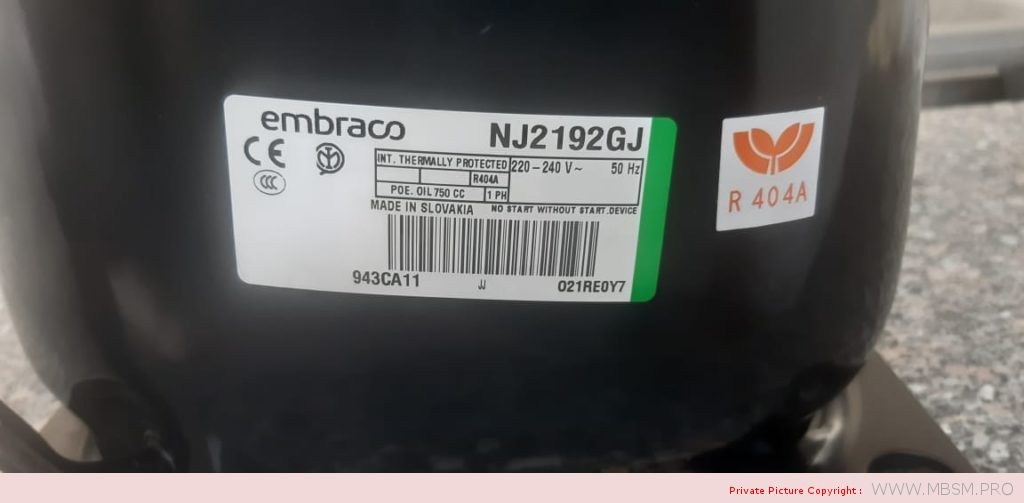 embraco
NJ2192GJ
CE
CCC
INT. THERMALLY PROTECTED
220-240 V~ 50 Hz
R404A
POE. OIL 750 CC
1 PH
MADE IN SLOVAKIA
NO START WITHOUT START.DEVICE
943CA11
JJ
021RE0Y7
R 404A
Private Picture Copyright : WWW.MBSM.PRO